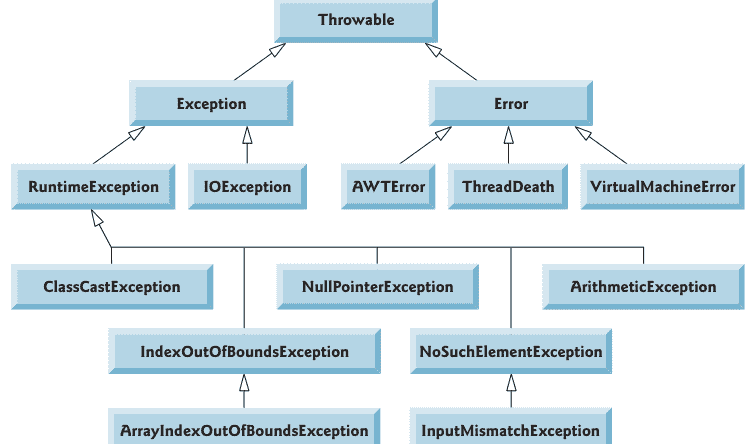 Throwable
Exception
Error
RuntimeException
IOException
AWTError
ThreadDeath
VirtualMachineError
ClassCastException
NullPointerException
ArithmeticException
IndexOutOfBoundsException
NoSuchElementException
ArrayIndexOutOfBoundsException
InputMismatchException